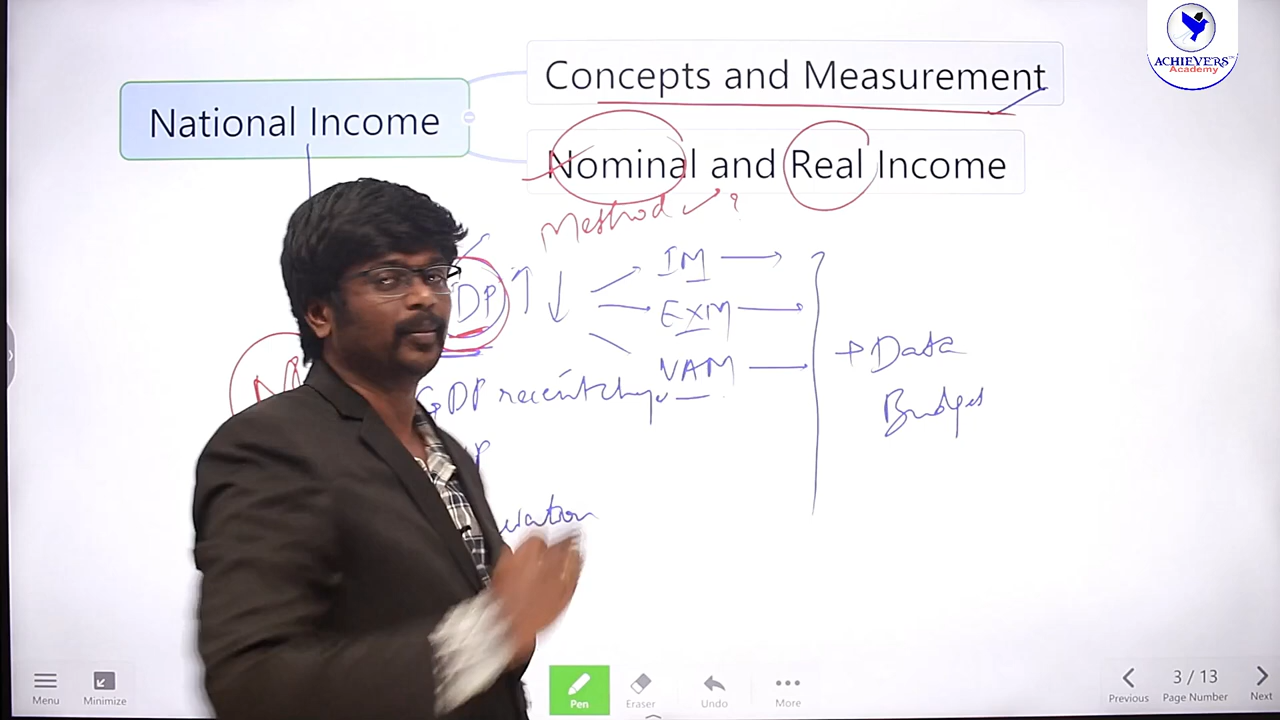 ACHIEVERS
Academy
Concepts and Measurement
National Income
Nominal and Real Income
Method ?
IM
DP
EXM
VAM
+ Data
GDP recent
Budget
Menu
Minimize
Pen
Eraser
Undo
More
Previous
3 / 13
Page Number
Next